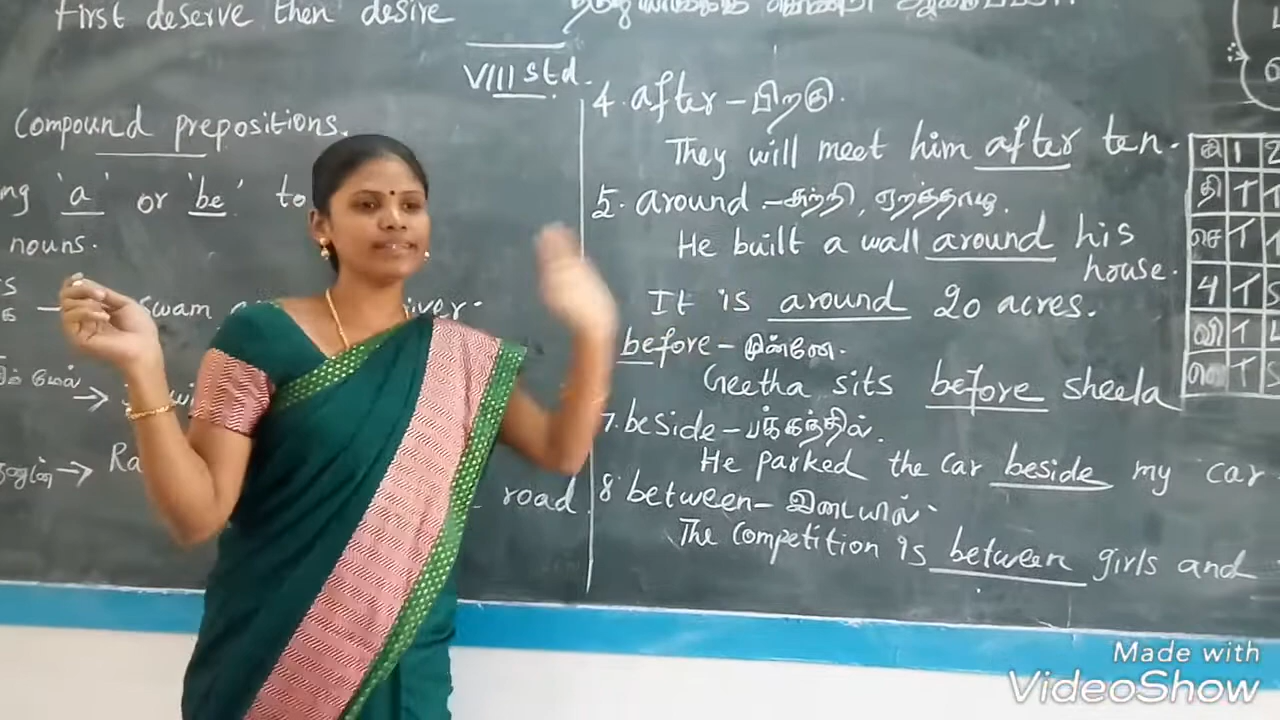 First deserve then desire
VIII std.
Compound prepositions.
'a' or 'be' to
nouns.
swam
road.
4. after – பிறகு.
They will meet him after ten.
5. around – சுற்றி, ஏறத்தாழ.
He built a wall around his
house.
It is around 20 acres.
before – முன்னே.
Geetha sits before sheela
7. beside – பக்கத்தில்.
He parked the car beside my car
8 between – இடையில்.
The Competition is between girls and
Made with
VideoShow